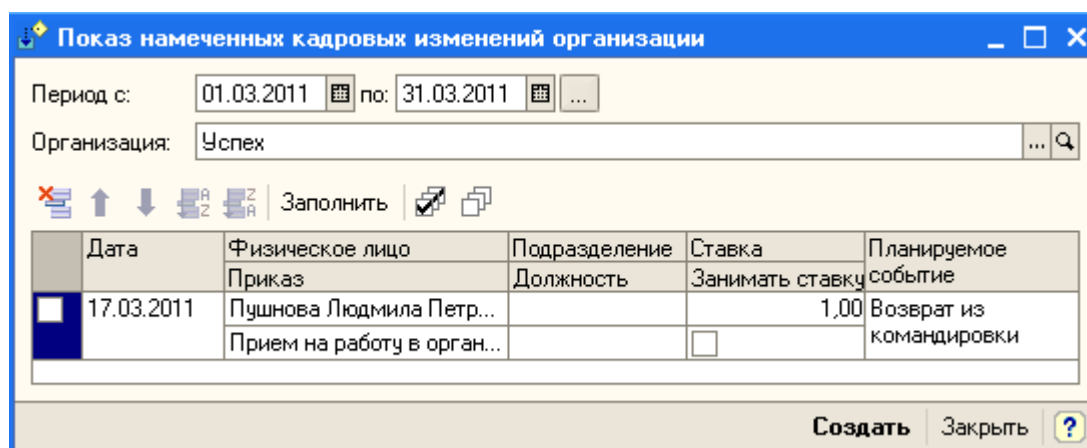 Показ намеченных кадровых изменений организации
Период с: 01.03.2011 по: 31.03.2011 ...
Организация: Успех ...
Заполнить
Дата Физическое лицо Подразделение Ставка Планируемое событие
Приказ Должность Занимать ставку
17.03.2011 Пушнова Людмила Петр... 1,00 Возврат из командировки
Прием на работу в орган...
Создать Закрыть ?